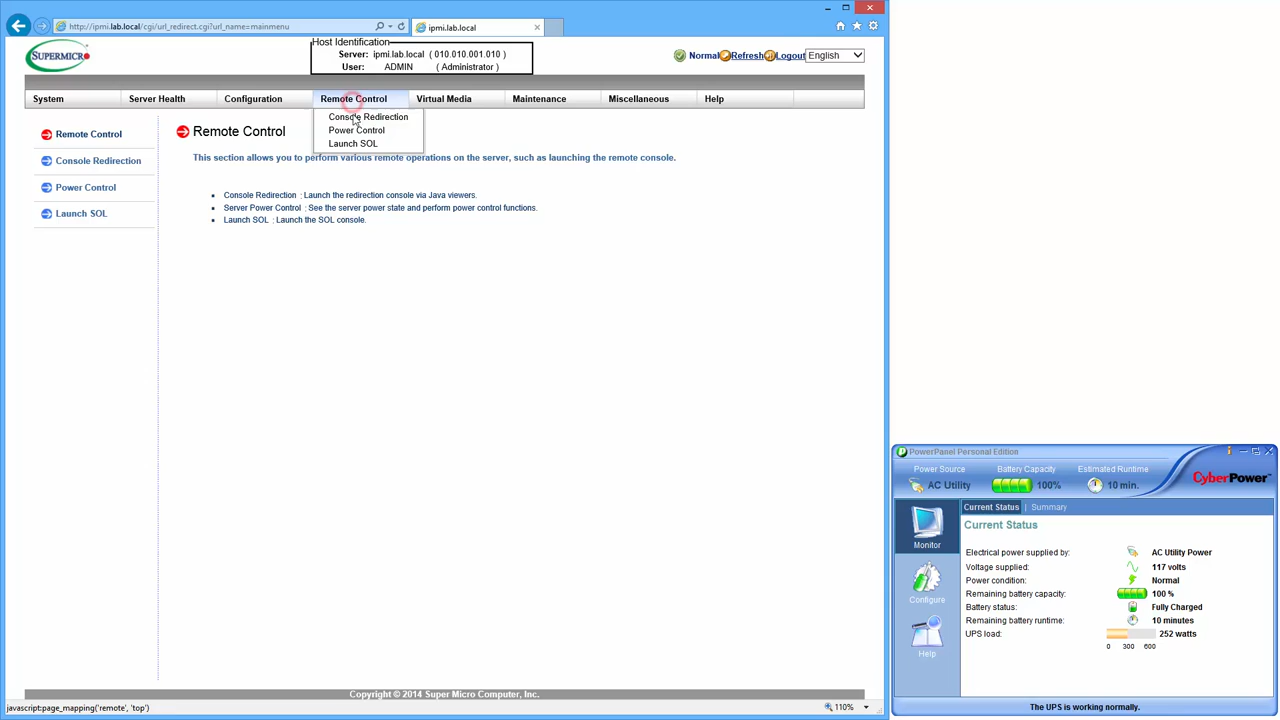 http://ipmi.lab.local/cgi/url_redirect.cgi?url_name=mainmenu
ipmi.lab.local
SUPERMICR
Host Identification
Server: ipmi.lab.local ( 010.010.001.010 )
User: ADMIN ( Administrator )
Normal Refresh Logout English
System Server Health Configuration Remote Control Virtual Media Maintenance Miscellaneous Help
Console Redirection
Power Control
Launch SOL
Remote Control
Console Redirection
Power Control
Launch SOL
Remote Control
This section allows you to perform various remote operations on the server, such as launching the remote console.
Console Redirection : Launch the redirection console via Java viewers.
Server Power Control : See the server power state and perform power control functions.
Launch SOL : Launch the SOL console.
Copyright © 2014 Super Micro Computer, Inc.
javascript:page_mapping('remote', 'top')
110%
PowerPanel Personal Edition
Power Source Battery Capacity Estimated Runtime
AC Utility 100% 10 min.
CyberPower
Monitor
Configure
Help
Current Status | Summary
Current Status
Electrical power supplied by: AC Utility Power
Voltage supplied: 117 volts
Power condition: Normal
Remaining battery capacity: 100 %
Battery status: Fully Charged
Remaining battery runtime: 10 minutes
UPS load: 252 watts
0 300 600
The UPS is working normally.